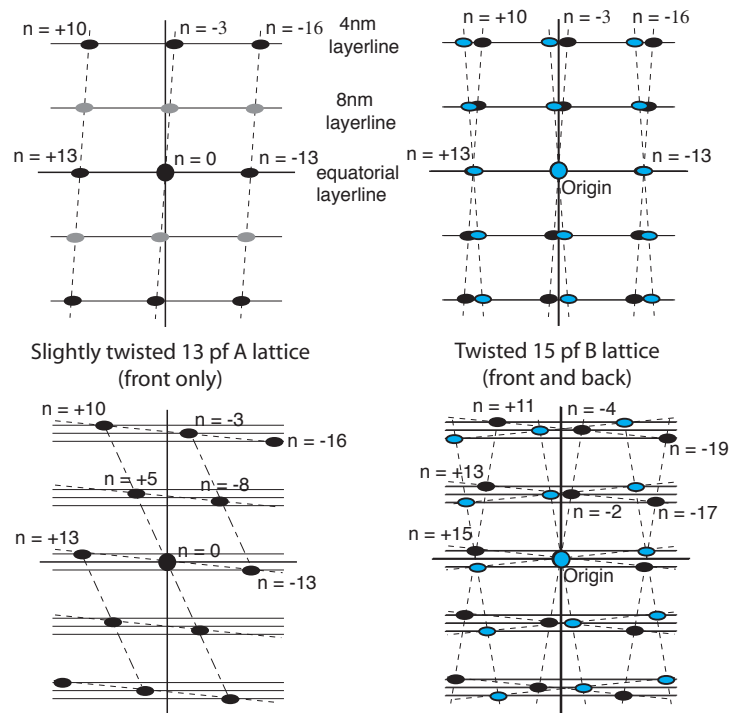 n = +10
n = -3
n = -16
4nm
layerline
8nm
layerline
n = +13
n = 0
n = -13
equatorial
layerline
n = +10
n = -3
n = -16
n = +13
n = -13
Origin
Slightly twisted 13 pf A lattice
(front only)
Twisted 15 pf B lattice
(front and back)
n = +10
n = -3
n = -16
n = +5
n = -8
n = +13
n = 0
n = -13
n = +11
n = -4
n = -19
n = +13
n = -2
n = -17
n = +15
Origin